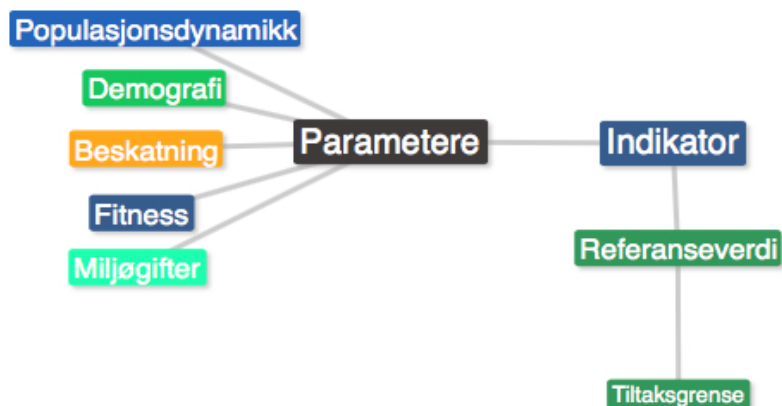 Populasjonsdynamikk
Demografi
Beskatning
Fitness
Miljøgifter
Parametere
Indikator
Referanseverdi
Tiltaksgrense